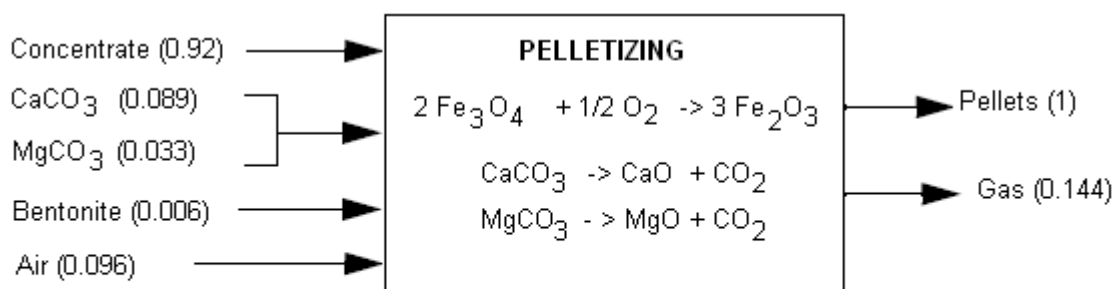 Concentrate (0.92)
CaCO3 (0.089)
MgCO3 (0.033)
Bentonite (0.006)
Air (0.096)
PELLETIZING
2 Fe3O4 + 1/2 O2 -> 3 Fe2O3
CaCO3 -> CaO + CO2
MgCO3 - > MgO + CO2
Pellets (1)
Gas (0.144)